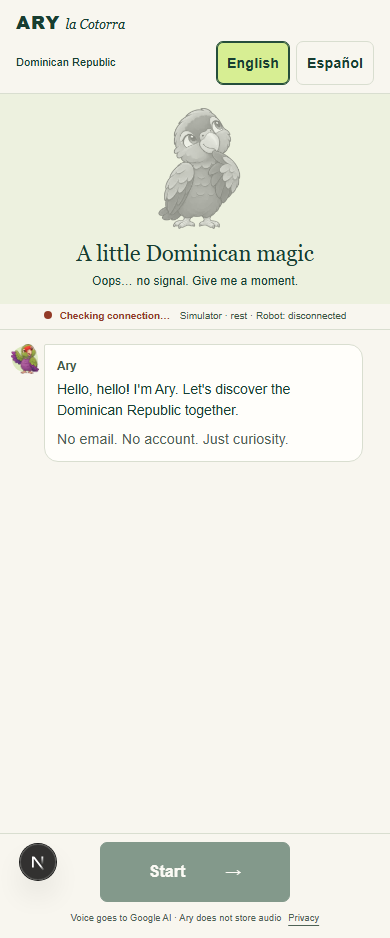 ARY la Cotorra
Dominican Republic
English
Español
A little Dominican magic
Oops… no signal. Give me a moment.
Checking connection… Simulator · rest · Robot: disconnected
Ary
Hello, hello! I'm Ary. Let's discover the
Dominican Republic together.
No email. No account. Just curiosity.
N
Start →
Voice goes to Google AI · Ary does not store audio Privacy